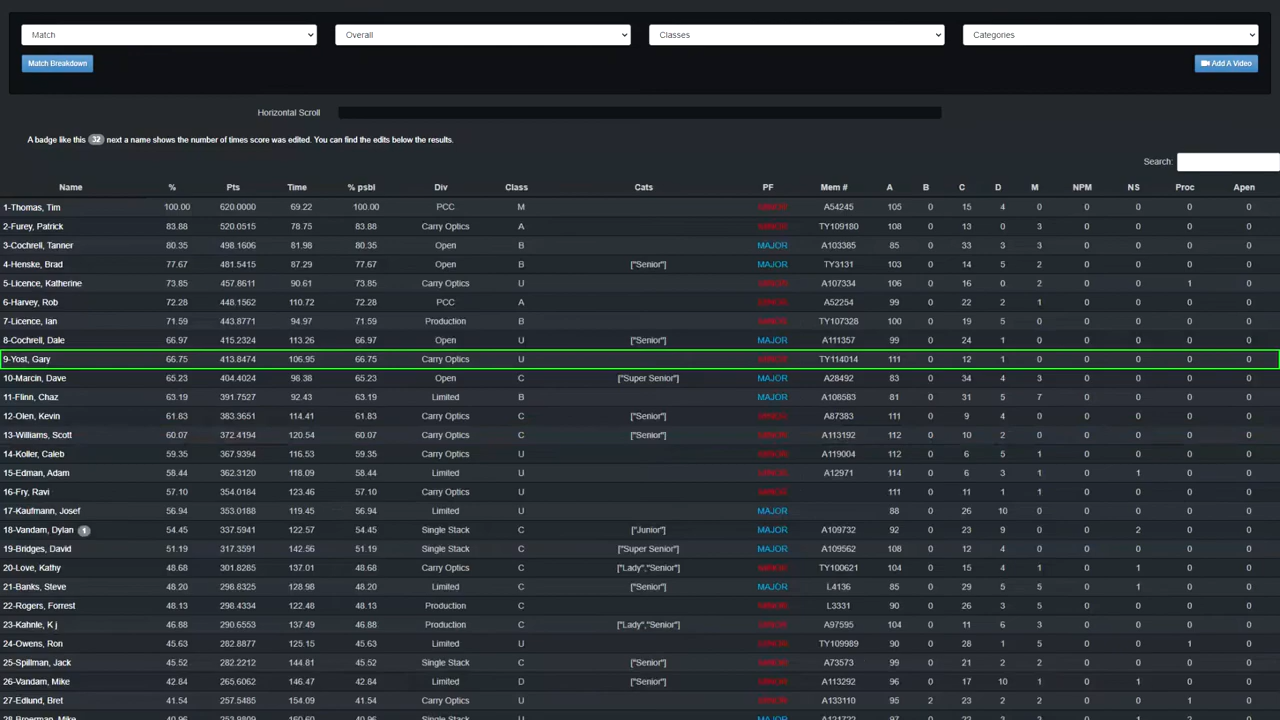 Match Overall Classes Categories
Match Breakdown Add A Video
Horizontal Scroll
A badge like this 32 next a name shows the number of times score was edited. You can find the edits below the results.
Search:
Name % Pts Time % psbl Div Class Cats PF Mem # A B C D M NPM NS Proc Apen
1-Thomas, Tim 100.00 620.0000 69.22 100.00 PCC M MINOR A54245 105 0 15 4 0 0 0 0 0
2-Furey, Patrick 83.88 520.0515 78.75 83.88 Carry Optics A MINOR TY109180 108 0 13 0 3 0 0 0 0
3-Cochrell, Tanner 80.35 498.1606 81.98 80.35 Open B MAJOR A103385 85 0 33 3 3 0 0 0 0
4-Henske, Brad 77.67 481.5415 87.29 77.67 Open B ["Senior"] MAJOR TY3131 103 0 14 5 2 0 0 0 0
5-Licence, Katherine 73.85 457.8611 90.61 73.85 Carry Optics U MINOR A107334 106 0 16 0 2 0 0 1 0
6-Harvey, Rob 72.28 448.1562 110.72 72.28 PCC A MINOR A52254 99 0 22 2 1 0 0 0 0
7-Licence, Ian 71.59 443.8771 94.97 71.59 Production B MINOR TY107328 100 0 19 5 0 0 0 0 0
8-Cochrell, Dale 66.97 415.2324 113.26 66.97 Open U ["Senior"] MAJOR A111357 99 0 24 1 0 0 0 0 0
9-Yost, Gary 66.75 413.8474 106.95 66.75 Carry Optics U MINOR TY114014 111 0 12 1 0 0 0 0 0
10-Marcin, Dave 65.23 404.4024 98.38 65.23 Open C ["Super Senior"] MAJOR A28492 83 0 34 4 3 0 0 0 0
11-Flinn, Chaz 63.19 391.7527 92.43 63.19 Limited B MAJOR A108583 81 0 31 5 7 0 0 0 0
12-Olen, Kevin 61.83 383.3651 114.41 61.83 Carry Optics C ["Senior"] MINOR A87383 111 0 9 4 0 0 0 0 0
13-Williams, Scott 60.07 372.4194 120.54 60.07 Carry Optics C ["Senior"] MINOR A113192 112 0 10 2 0 0 0 0 0
14-Koller, Caleb 59.35 367.9394 116.53 59.35 Carry Optics U MINOR A119004 112 0 6 5 1 0 0 0 0
15-Edman, Adam 58.44 362.3120 118.09 58.44 Limited U MINOR A12971 114 0 6 3 1 0 1 0 0
16-Fry, Ravi 57.10 354.0184 123.46 57.10 Carry Optics U MINOR 111 0 11 1 1 0 0 0 0
17-Kaufmann, Josef 56.94 353.0188 119.45 56.94 Limited U MAJOR 88 0 26 10 0 0 0 0 0
18-Vandam, Dylan 1 54.45 337.5941 122.57 54.45 Single Stack C ["Junior"] MAJOR A109732 92 0 23 9 0 0 2 0 0
19-Bridges, David 51.19 317.3591 142.56 51.19 Single Stack C ["Super Senior"] MAJOR A109562 108 0 12 4 0 0 0 0 0
20-Love, Kathy 48.68 301.8285 137.01 48.68 Carry Optics C ["Lady","Senior"] MINOR TY100621 104 0 15 4 1 0 1 0 0
21-Banks, Steve 48.20 298.8325 128.98 48.20 Limited C ["Senior"] MAJOR L4136 85 0 29 5 5 0 1 0 0
22-Rogers, Forrest 48.13 298.4334 122.48 48.13 Production C MINOR L3331 90 0 26 3 5 0 0 0 0
23-Kahnle, K j 46.88 290.6553 137.49 46.88 Production C ["Lady","Senior"] MINOR A97595 104 0 11 6 3 0 0 0 0
24-Owens, Ron 45.63 282.8877 125.15 45.63 Limited U MINOR TY109989 90 0 28 1 5 0 0 1 0
25-Spillman, Jack 45.52 282.2212 144.81 45.52 Single Stack C ["Senior"] MINOR A73573 99 0 21 2 2 0 0 0 0
26-Vandam, Mike 42.84 265.6062 146.47 42.84 Limited D ["Senior"] MINOR A113292 96 0 17 10 1 0 1 0 0
27-Edlund, Bret 41.54 257.5485 154.09 41.54 Carry Optics U MINOR A133110 95 2 23 2 2 0 0 1 0